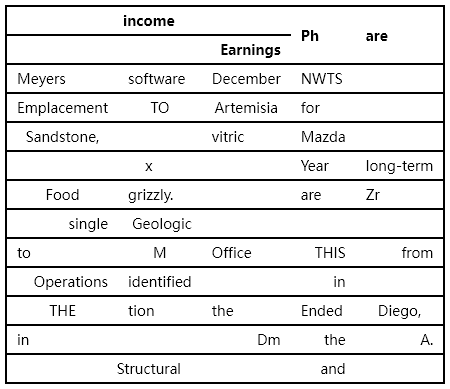 income Ph are
Earnings
Meyers software December NWTS
Emplacement TO Artemisia for
Sandstone, vitric Mazda
x Year long-term
Food grizzly. are Zr
single Geologic
to M Office THIS from
Operations identified in
THE tion the Ended Diego,
in Dm the A.
Structural and